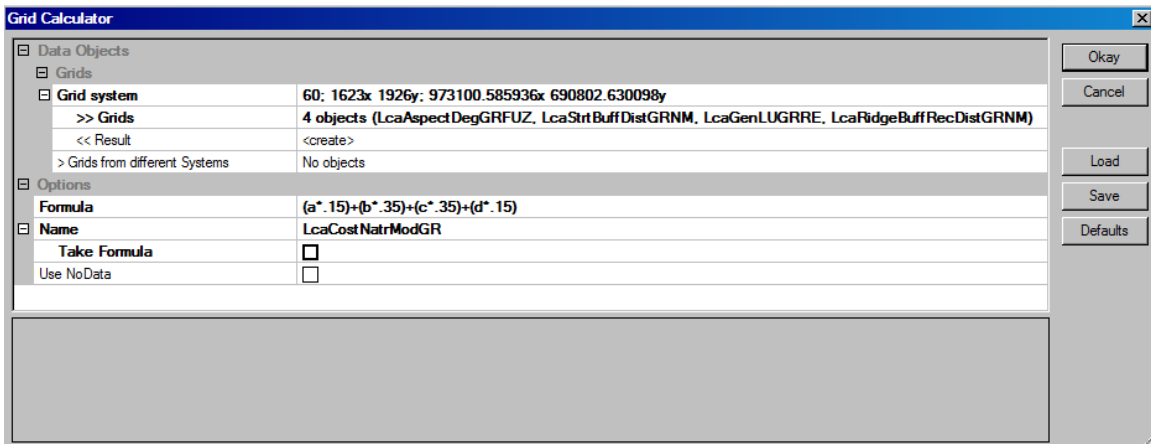 Grid Calculator
Data Objects
Grids
Grid system 60; 1623x 1926y; 973100.585936x 690802.630098y
>> Grids 4 objects (LcaAspectDegGRFUZ, LcaStrtBuffDistGRNM, LcaGenLUGRRE, LcaRidgeBuffRecDistGRNM)
<< Result <create>
> Grids from different Systems No objects
Options
Formula (a*.15)+(b*.35)+(c*.35)+(d*.15)
Name LcaCostNatrModGR
Take Formula
Use NoData
Okay
Cancel
Load
Save
Defaults